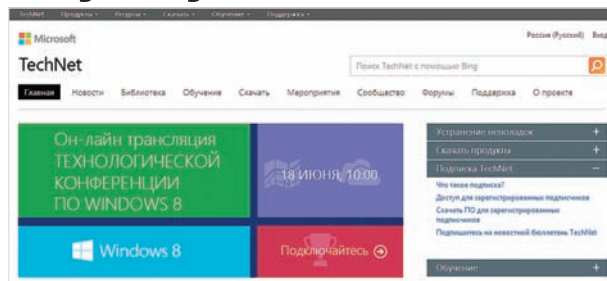 TechNet Продукты Ресурсы Скачать Обучение Поддержка
Microsoft
Россия (Русский) Вход
TechNet
Поиск TechNet с помощью Bing
Главная Новости Библиотека Обучение Скачать Мероприятия Сообщество Форумы Поддержка О проекте
Он-лайн трансляция
ТЕХНОЛОГИЧЕСКОЙ
КОНФЕРЕНЦИИ
ПО WINDOWS 8
18 ИЮНЯ, 10:00
Windows 8
Подключайтесь
Устранение неполадок +
Скачать продукты +
Подписка TechNet −
Что такое подписка?
Доступ для зарегистрированных подписчиков
Скачать ПО для зарегистрированных
подписчиков
Подпишитесь на новостной бюллетень TechNet
Обучение +